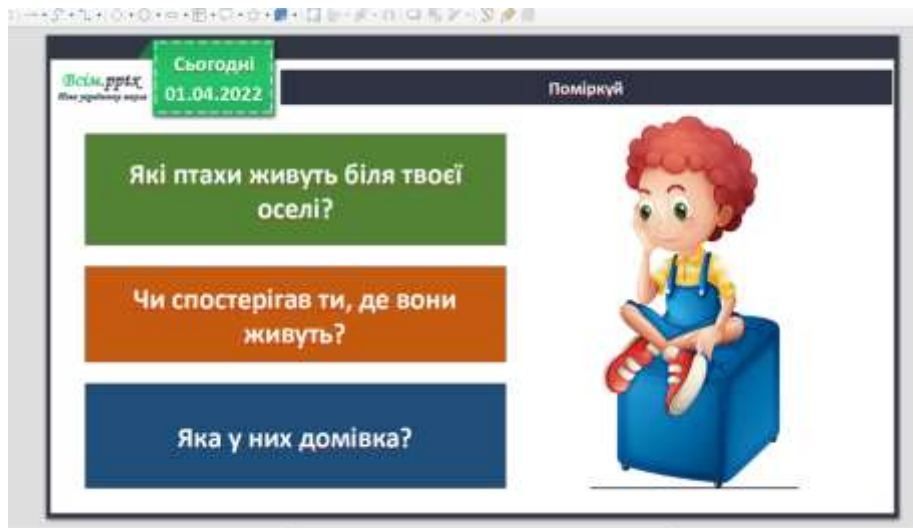 Всім.pptx
Сьогодні
01.04.2022
Поміркуй
Які птахи живуть біля твоєї
оселі?
Чи спостерігав ти, де вони
живуть?
Яка у них домівка?